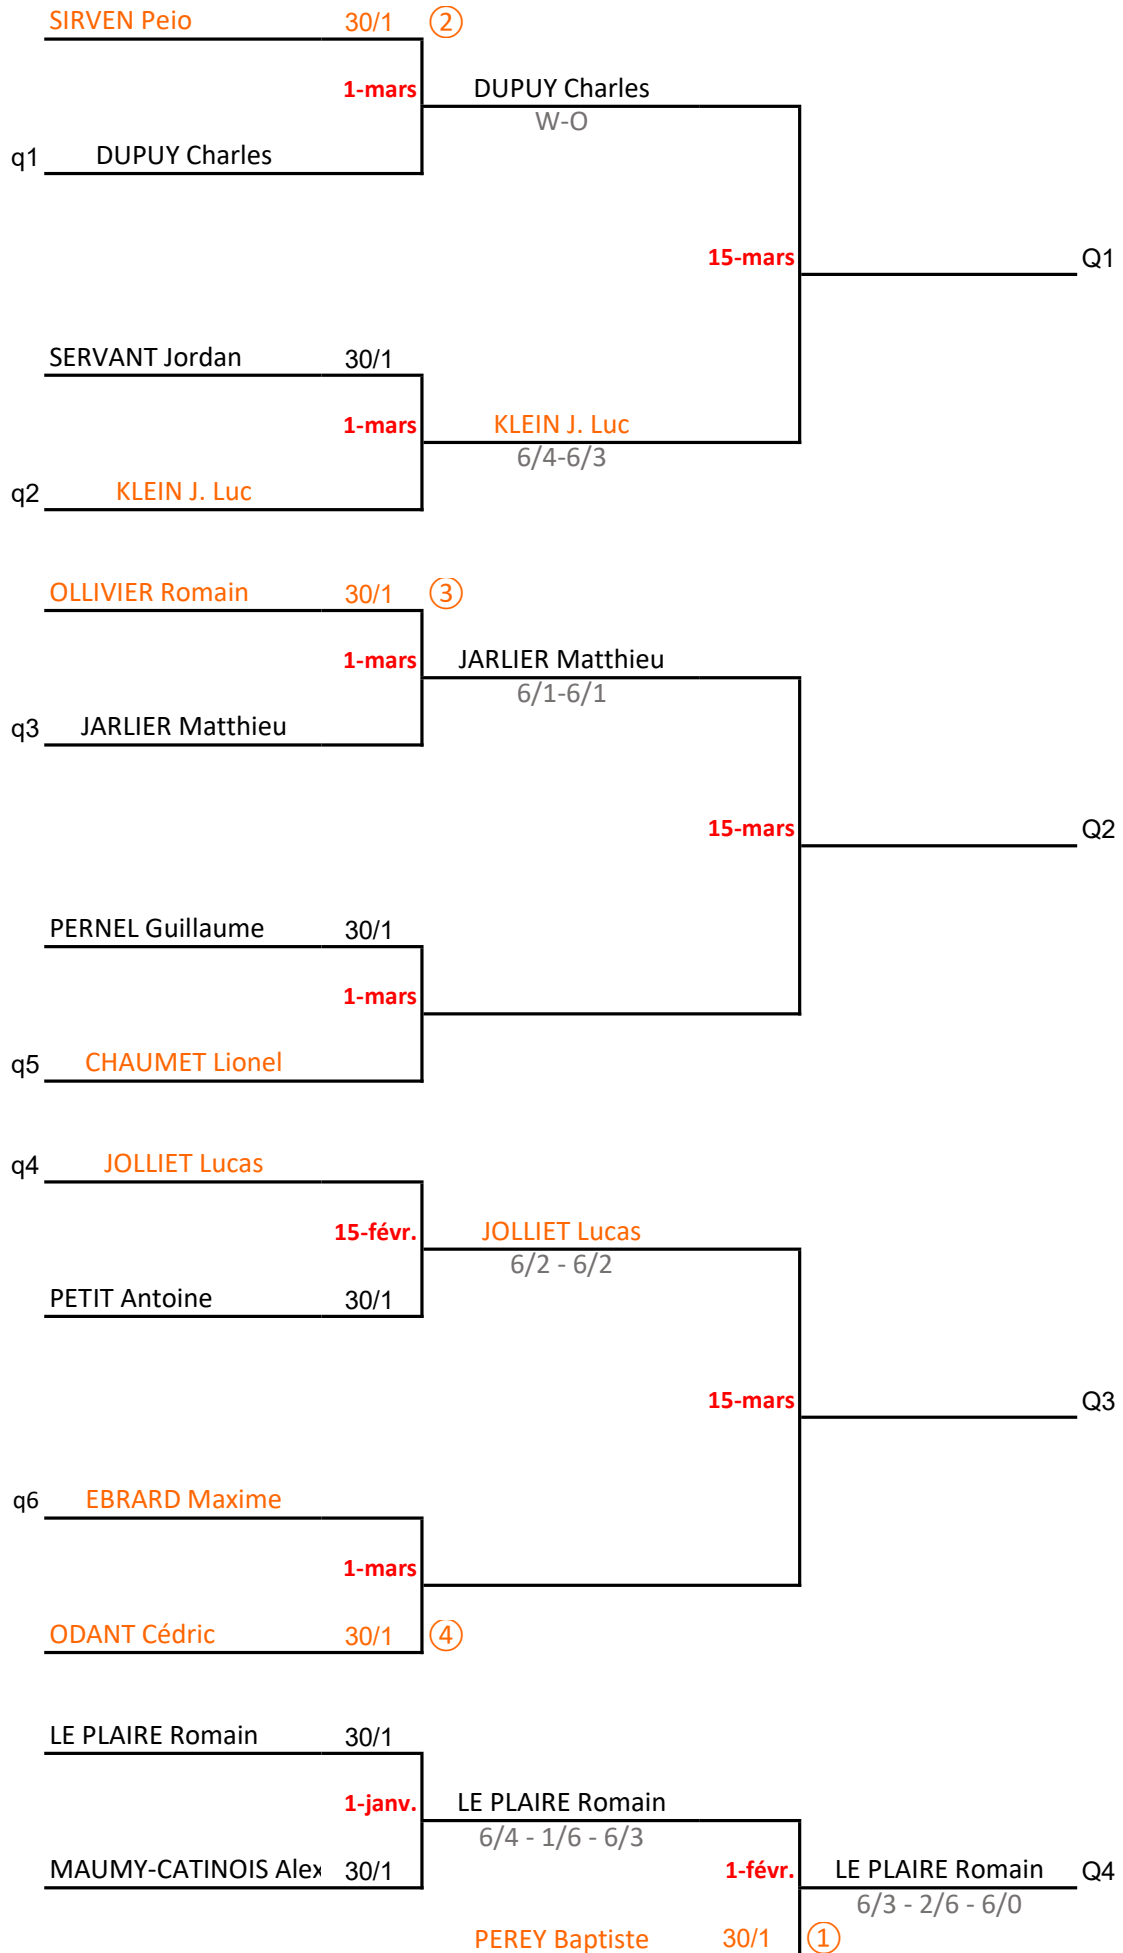 SIRVEN Peio 30/1 ②
1-mars DUPUY Charles
W-O
q1 DUPUY Charles
15-mars Q1
SERVANT Jordan 30/1
1-mars KLEIN J. Luc
6/4-6/3
q2 KLEIN J. Luc
OLLIVIER Romain 30/1 ③
1-mars JARLIER Matthieu
6/1-6/1
q3 JARLIER Matthieu
15-mars Q2
PERNEL Guillaume 30/1
1-mars
q5 CHAUMET Lionel
q4 JOLLIET Lucas
15-févr. JOLLIET Lucas
6/2 - 6/2
PETIT Antoine 30/1
15-mars Q3
q6 EBRARD Maxime
1-mars
ODANT Cédric 30/1 ④
LE PLAIRE Romain 30/1
1-janv. LE PLAIRE Romain
6/4 - 1/6 - 6/3
MAUMY-CATINOIS Alex 30/1 1-févr. LE PLAIRE Romain Q4
6/3 - 2/6 - 6/0
PEREY Baptiste 30/1 ①